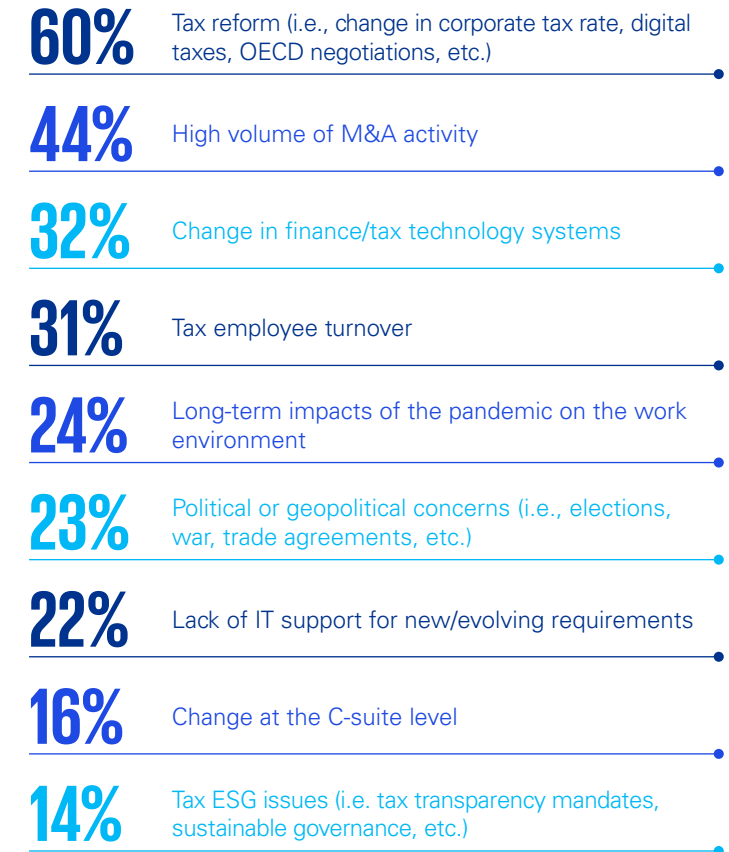 60%
Tax reform (i.e., change in corporate tax rate, digital
taxes, OECD negotiations, etc.)
44%
High volume of M&A activity
32%
Change in finance/tax technology systems
31%
Tax employee turnover
24%
Long-term impacts of the pandemic on the work
environment
23%
Political or geopolitical concerns (i.e., elections,
war, trade agreements, etc.)
22%
Lack of IT support for new/evolving requirements
16%
Change at the C-suite level
14%
Tax ESG issues (i.e. tax transparency mandates,
sustainable governance, etc.)